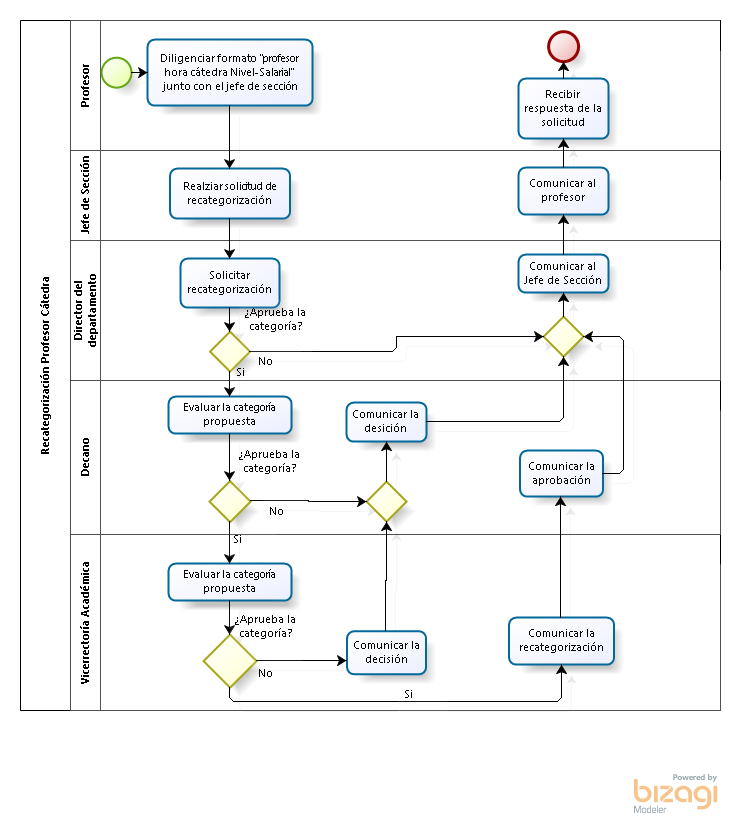 Recategorización Profesor Cátedra
Profesor
Diligenciar formato "profesor
hora cátedra Nivel-Salarial"
junto con el jefe de sección
Recibir
respuesta de la
solicitud
Jefe de Sección
Realziar solicitud de
recategorización
Comunicar al
profesor
Director del
departamento
Solicitar
recategorización
Comunicar al
Jefe de Sección
¿Aprueba la
categoría?
No
Si
Decano
Evaluar la categoría
propuesta
Comunicar la
desición
¿Aprueba la
categoría?
Comunicar la
aprobación
No
Si
Vicerrectoría Académica
Evaluar la categoría
propuesta
¿Aprueba la
categoría?
Comunicar la
decisión
Comunicar la
recategorización
No
Si
Powered by
bizagi
Modeler